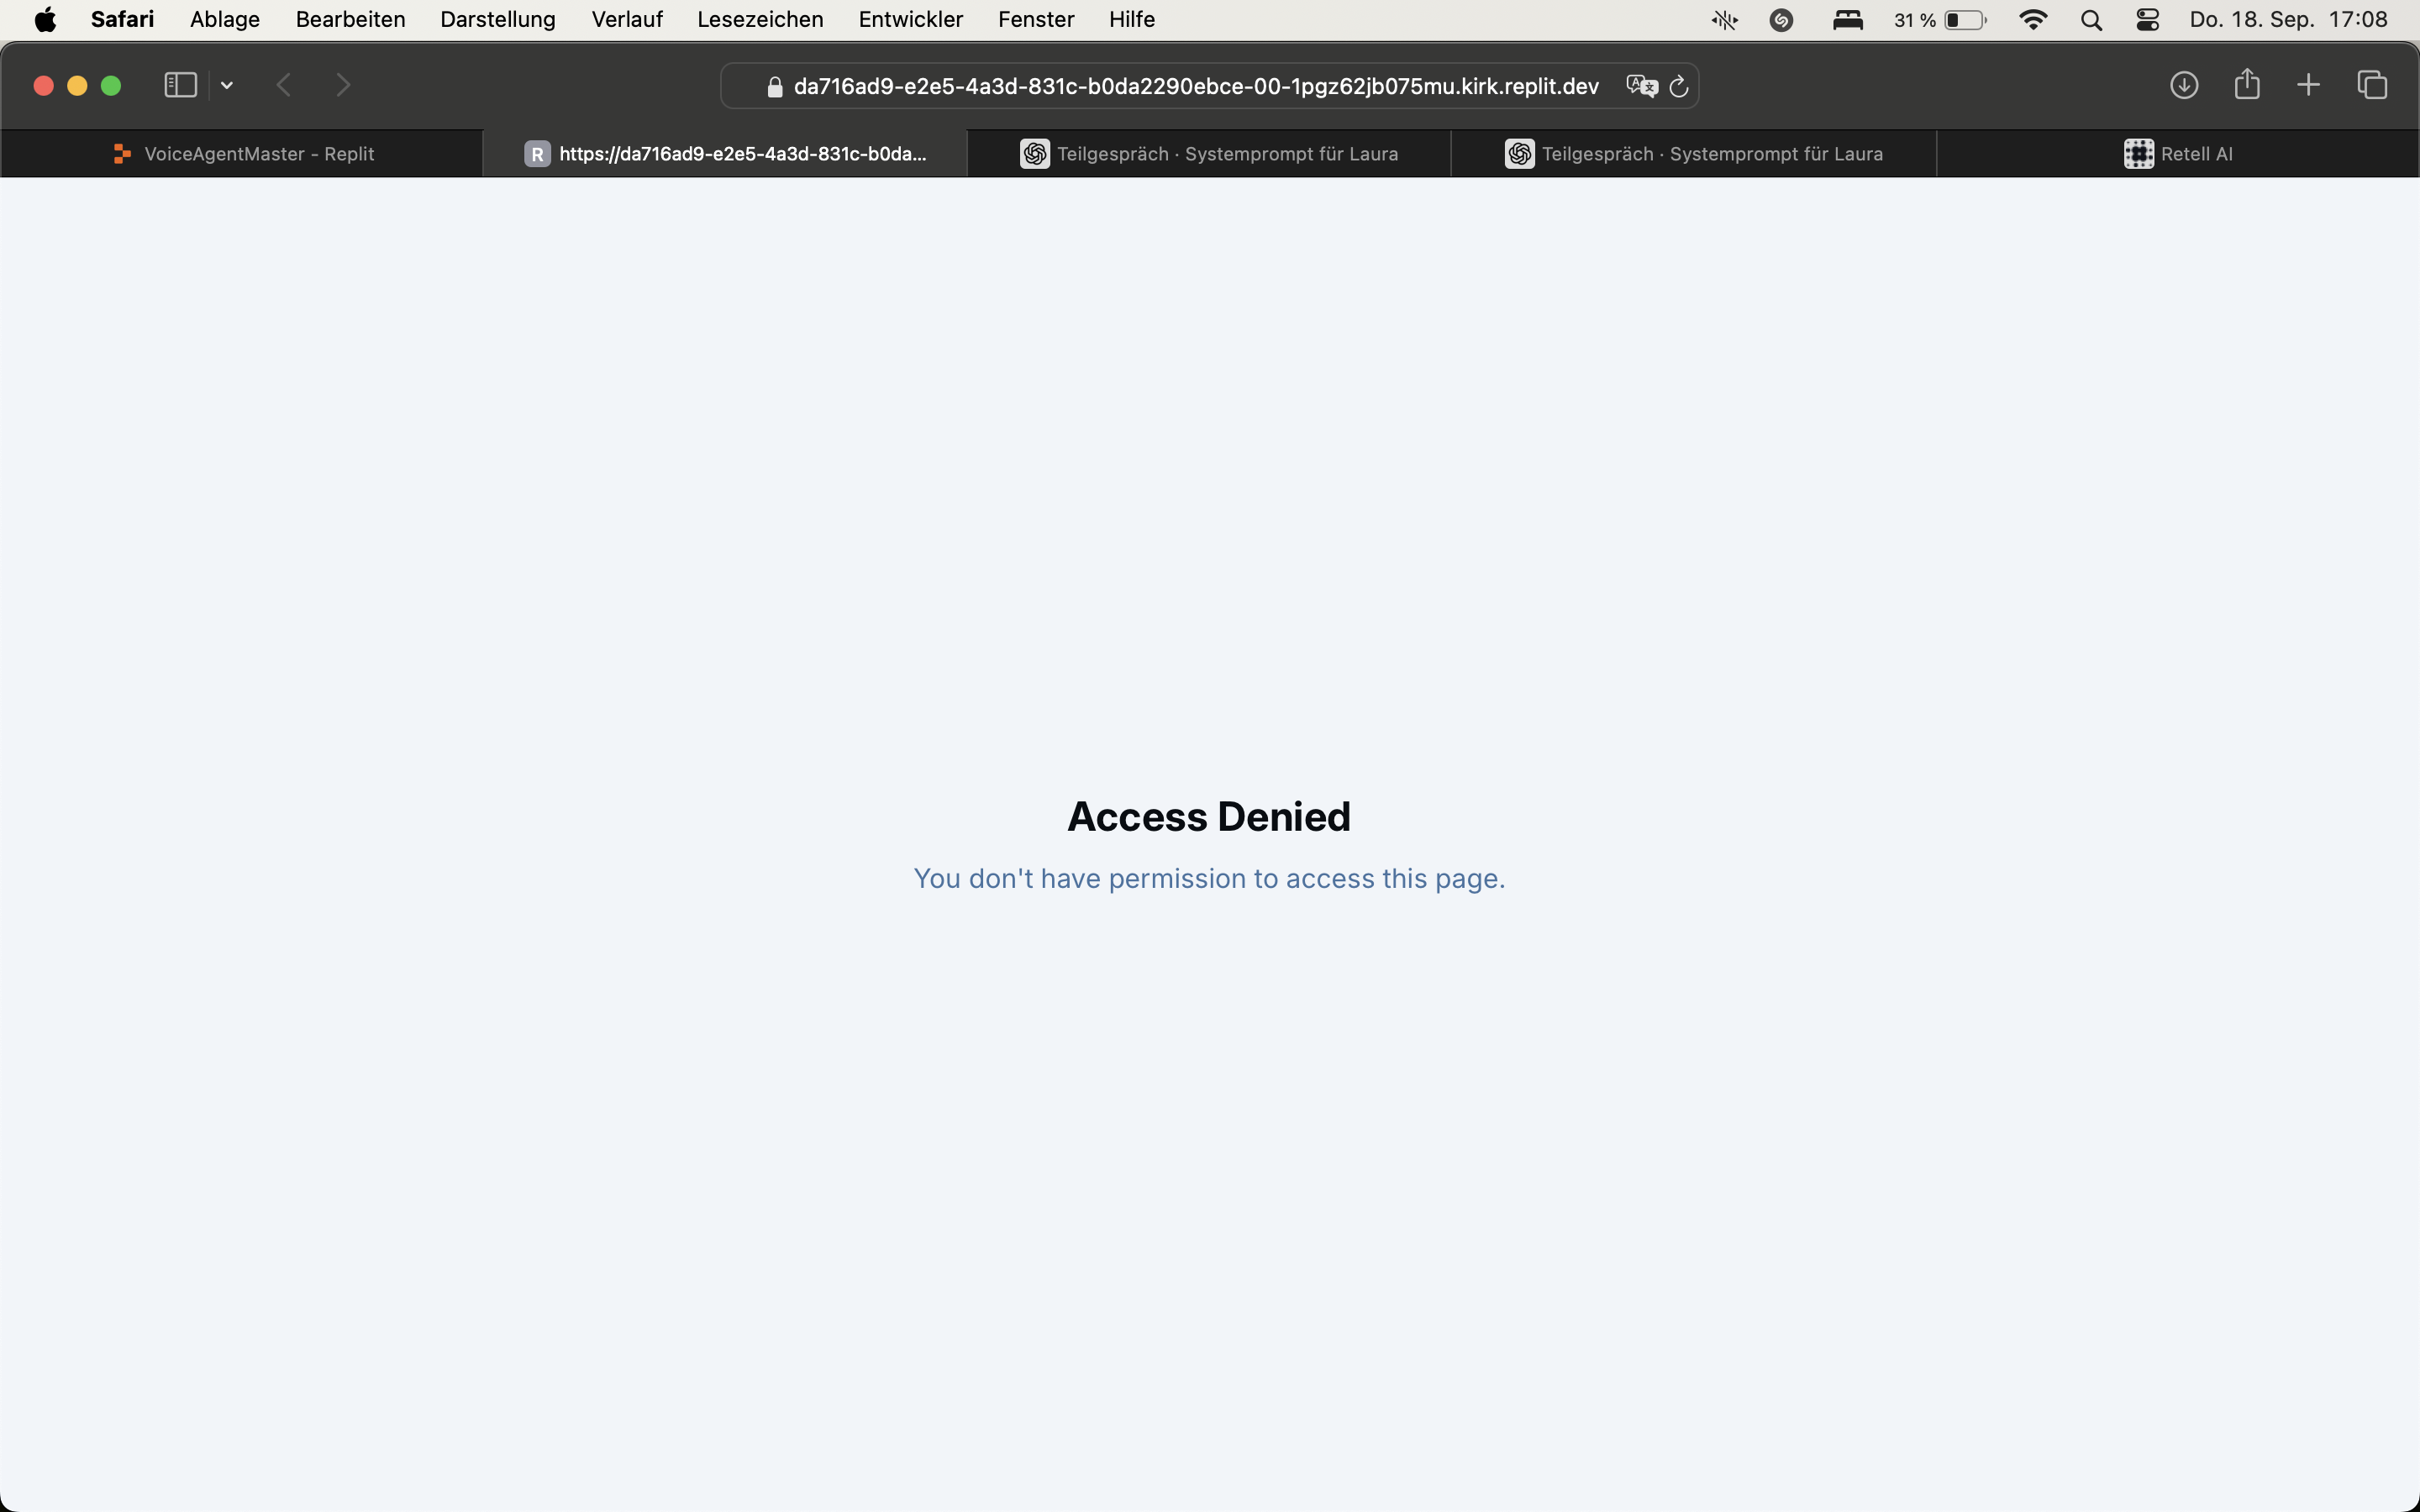 Safari Ablage Bearbeiten Darstellung Verlauf Lesezeichen Entwickler Fenster Hilfe 31 % Do. 18. Sep. 17:08
da716ad9-e2e5-4a3d-831c-b0da2290ebce-00-1pgz62jb075mu.kirk.replit.dev
VoiceAgentMaster - Replit R https://da716ad9-e2e5-4a3d-831c-b0da... Teilgespräch · Systemprompt für Laura Teilgespräch · Systemprompt für Laura Retell AI
Access Denied
You don't have permission to access this page.